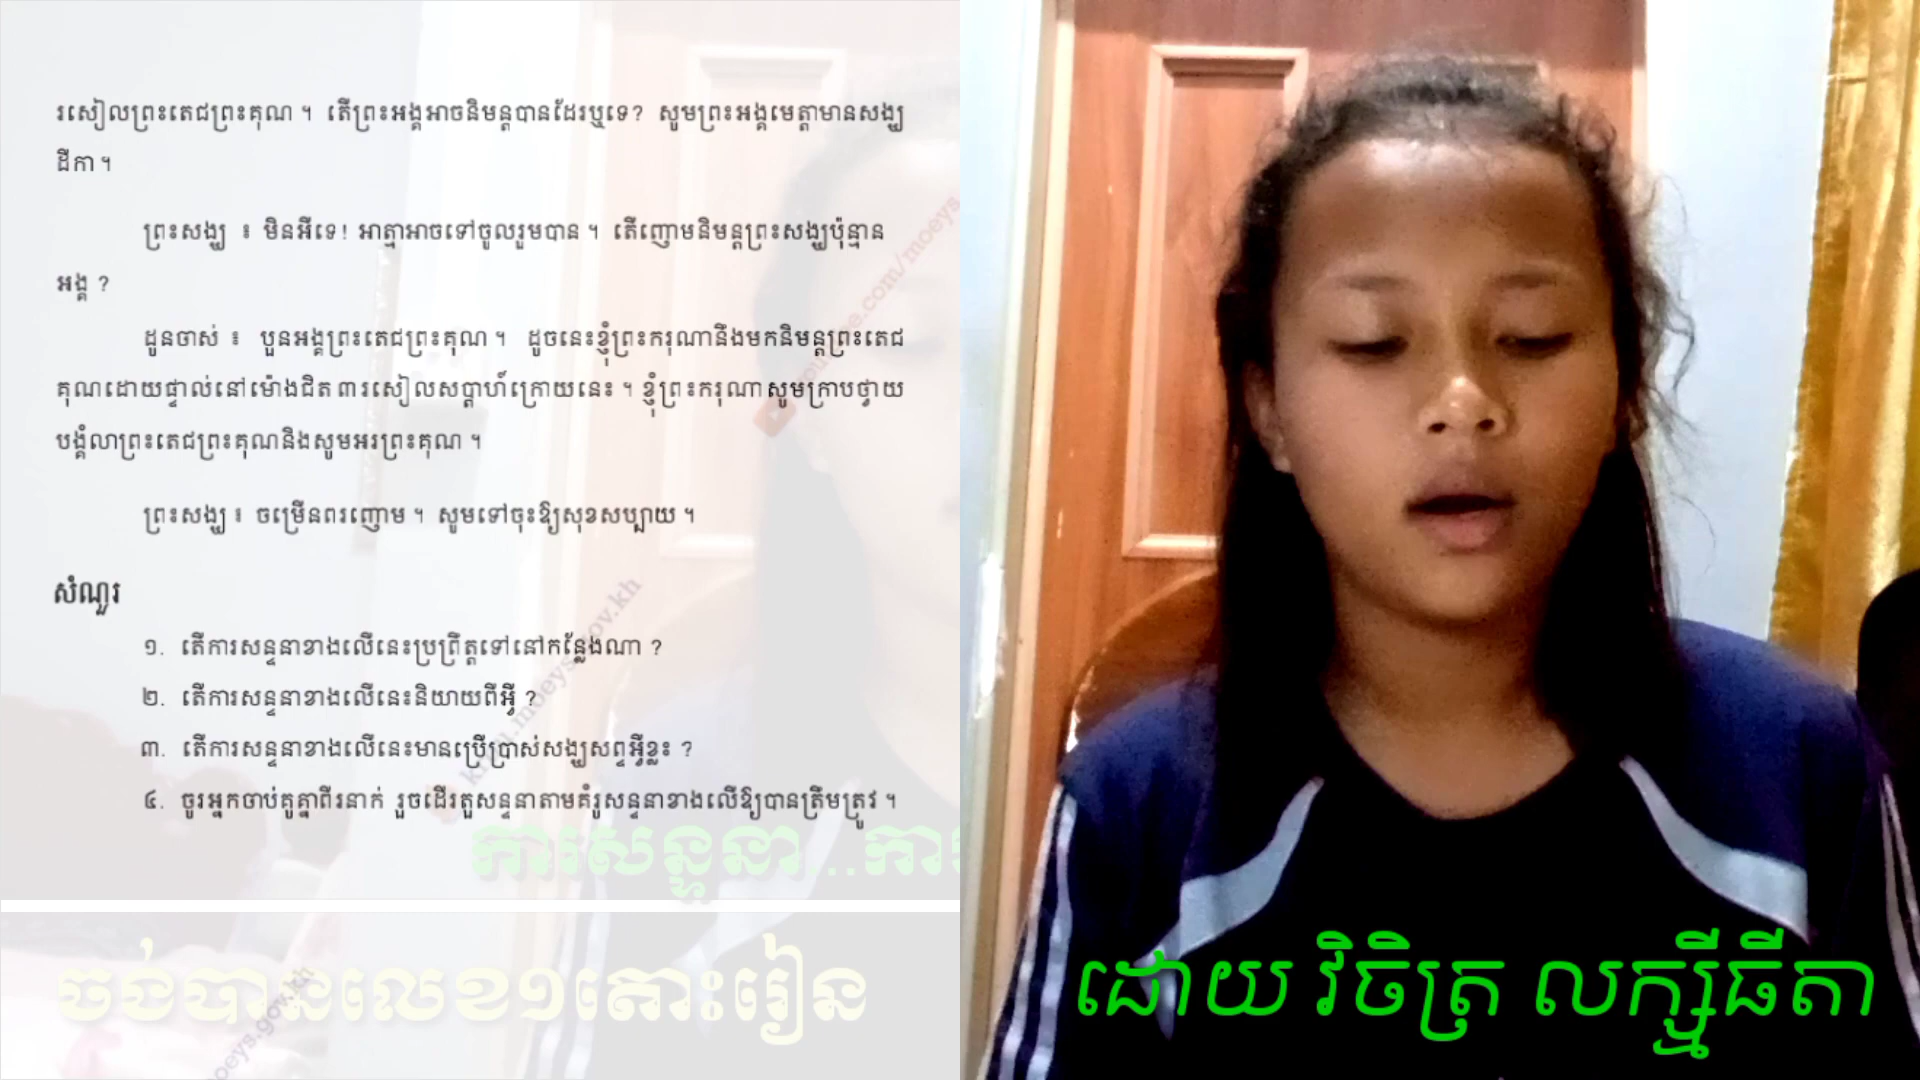 រសៀលព្រះតេជព្រះគុណ ។ តើព្រះអង្គអាចនិមន្តបានដែរឬទេ? សូមព្រះអង្គមេត្តាមានសង្ឃ
ដីកា ។
ព្រះសង្ឃ ៖ មិនអីទេ! អាត្មាអាចទៅចូលរួមបាន ។ តើញោមនិមន្តព្រះសង្ឃប៉ុន្មាន
អង្គ ?
ដូនចាស់ ៖ បួនអង្គព្រះតេជព្រះគុណ ។ ដូចនេះខ្ញុំព្រះករុណានឹងមកនិមន្តព្រះតេជ
គុណដោយផ្ទាល់នៅម៉ោងជិត៣រសៀលសប្តាហ៍ក្រោយនេះ ។ ខ្ញុំព្រះករុណាសូមក្រាបថ្វាយ
បង្គំលាព្រះតេជព្រះគុណនិងសូមអរព្រះគុណ ។
ព្រះសង្ឃ ៖ ចម្រើនពរញោម ។ សូមទៅចុះឱ្យសុខសប្បាយ ។
សំណួរ
១. តើការសន្ទនាខាងលើនេះប្រព្រឹត្តទៅនៅកន្លែងណា ?
២. តើការសន្ទនាខាងលើនេះនិយាយពីអ្វី ?
៣. តើការសន្ទនាខាងលើនេះមានប្រើប្រាស់សង្ឃសព្ទអ្វីខ្លះ ?
៤. ចូរអ្នកចាប់គូគ្នាពីរនាក់ រួចដើរតួសន្ទនាតាមគំរូសន្ទនាខាងលើឱ្យបានត្រឹមត្រូវ ។
ការសន្ទនា...
ចង់បានលេខ១តោះរៀន
ដោយ វិចិត្រ លក្ស្មីធីតា